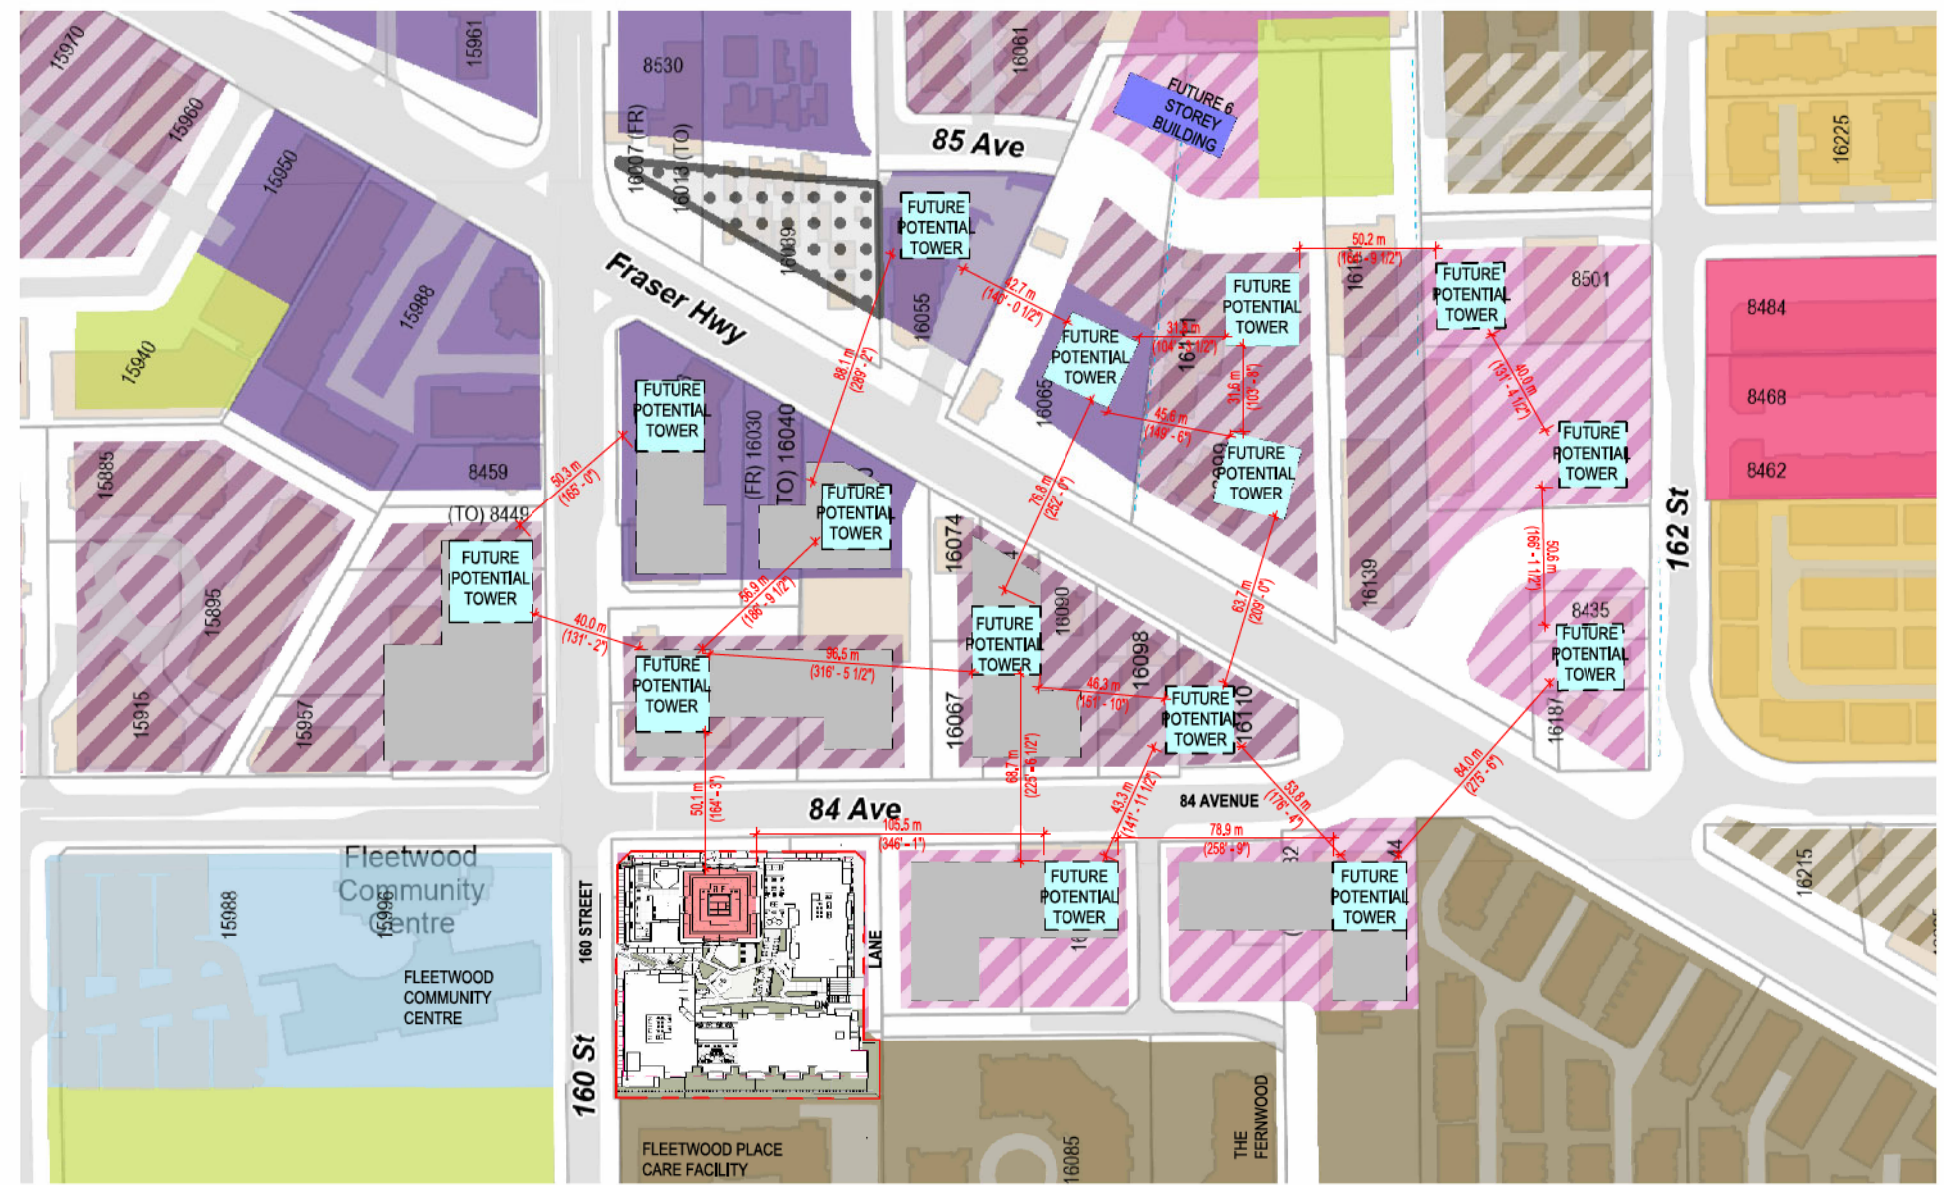 15970
15960
15961
8530
16061
FUTURE 6
STOREY
BUILDING
16225
85 Ave
16007 (FR)
16013 (TO)
16039
15950
15988
15940
Fraser Hwy
FUTURE
POTENTIAL
TOWER
16055
42.7 m
(140' - 0 1/2")
88.1 m
(289' - 2")
FUTURE
POTENTIAL
TOWER
16065
(104' - 3 1/2")
16111
FUTURE
POTENTIAL
TOWER
31.6 m
(103' - 8")
45.6 m
(149' - 6")
FUTURE
POTENTIAL
TOWER
50.2 m
(164' - 9 1/2")
FUTURE
POTENTIAL
TOWER
8501
40.0 m
(131' - 4 1/2")
FUTURE
POTENTIAL
TOWER
8484
8468
8462
162 St
50.6 m
(166' - 1 1/2")
8435
FUTURE
POTENTIAL
TOWER
16187
16139
15885
15895
15915
15957
8459
(TO) 8449
FUTURE
POTENTIAL
TOWER
50.3 m
(165' - 0")
FUTURE
POTENTIAL
TOWER
(FR) 16030
TO) 16040
FUTURE
POTENTIAL
TOWER
56.9 m
(186' - 9 1/2")
40.0 m
(131' - 2")
FUTURE
POTENTIAL
TOWER
96.5 m
(316' - 5 1/2")
16074
16067
76.8 m
(252' - 0")
FUTURE
POTENTIAL
TOWER
16090
16098
46.3 m
(151' - 10")
FUTURE
POTENTIAL
TOWER
16110
63.7 m
(209' - 0")
50.1 m
(164' - 3")
84 Ave
68.7 m
(225' - 6 1/2")
43.3 m
(141' - 11 1/2")
84 AVENUE
53.8 m
(176' - 4")
84.0 m
(275' - 6")
105.5 m
(346' - 1")
78.9 m
(258' - 9")
FUTURE
POTENTIAL
TOWER
FUTURE
POTENTIAL
TOWER
44
16215
Fleetwood
Community
Centre
15988
15996
FLEETWOOD
COMMUNITY
CENTRE
160 STREET
160 St
LANE
FLEETWOOD PLACE
CARE FACILITY
16085
THE
FERNWOOD